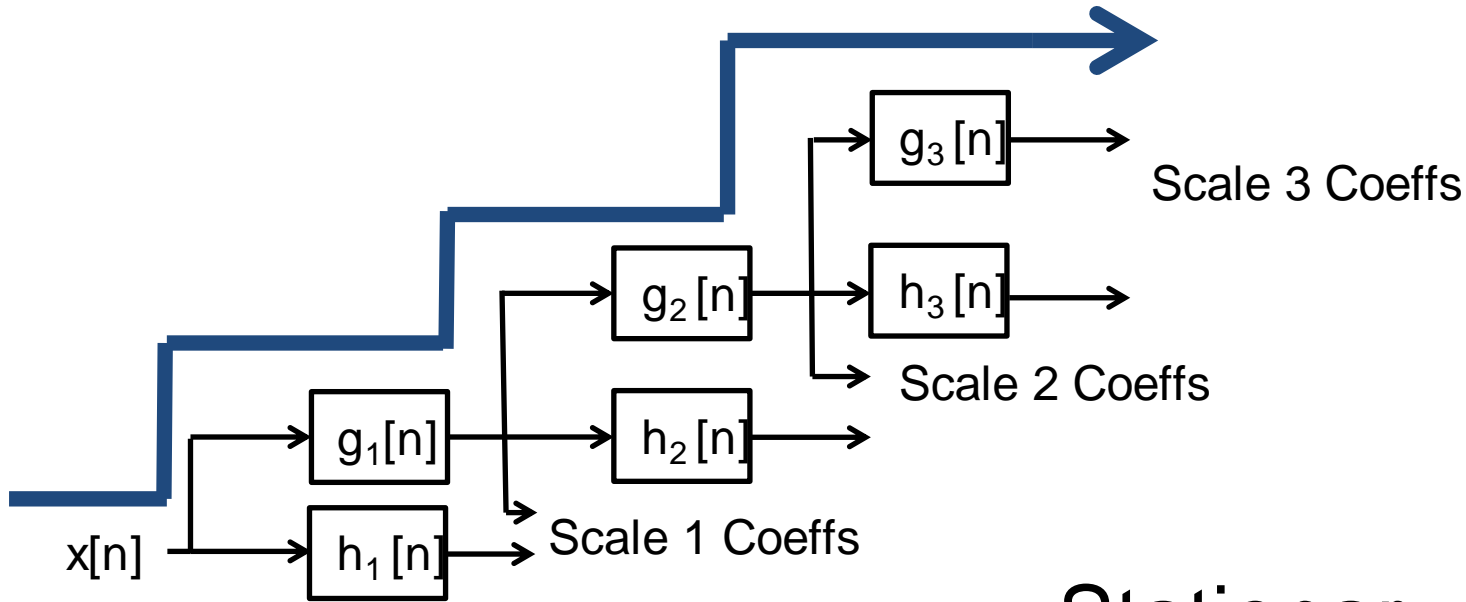 g₃ [n]
Scale 3 Coeffs
g₂ [n]
h₃ [n]
Scale 2 Coeffs
g₁[n]
h₂ [n]
Scale 1 Coeffs
x[n]
h₁ [n]